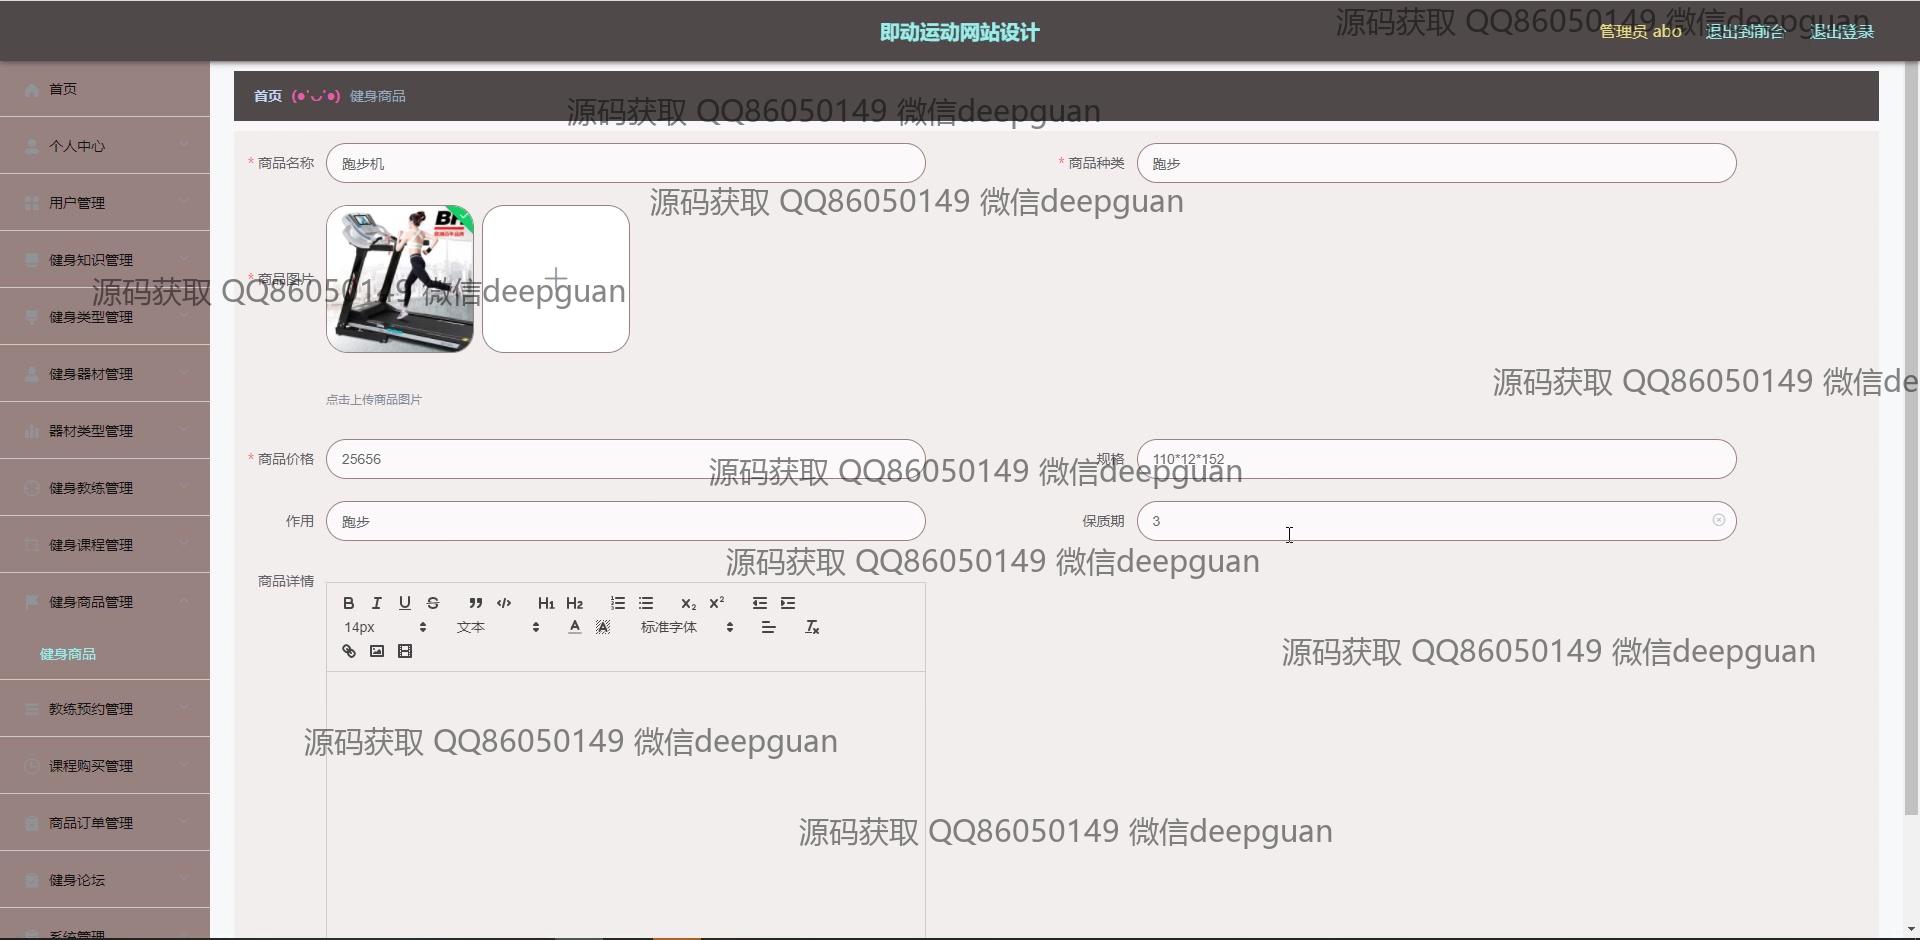 即动运动网站设计
管理员 abo
退出到前台
退出登录
源码获取 QQ86050149 微信deepguan
首页
(●'◡'●)
健身商品
源码获取 QQ86050149 微信deepguan
首页
个人中心
用户管理
健身知识管理
健身类型管理
健身器材管理
器材类型管理
健身教练管理
健身课程管理
健身商品管理
健身商品
教练预约管理
课程购买管理
商品订单管理
健身论坛
系统管理
* 商品名称
跑步机
* 商品种类
跑步
源码获取 QQ86050149 微信deepguan
* 商品图片
BH
源码获取 QQ86050149 微信deepguan
点击上传商品图片
源码获取 QQ86050149 微信de
* 商品价格
25656
规格
110*12*152
源码获取 QQ86050149 微信deepguan
作用
跑步
保质期
3
源码获取 QQ86050149 微信deepguan
商品详情
B I U S H1 H2 x2 x2
14px 文本 A A 标准字体 Tx
源码获取 QQ86050149 微信deepguan
源码获取 QQ86050149 微信deepguan
源码获取 QQ86050149 微信deepguan